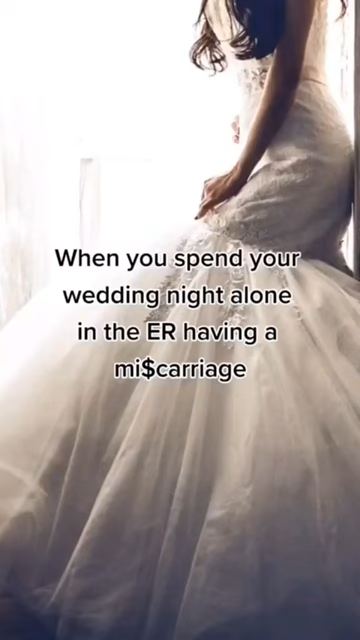 When you spend your
wedding night alone
in the ER having a
mi$carriage